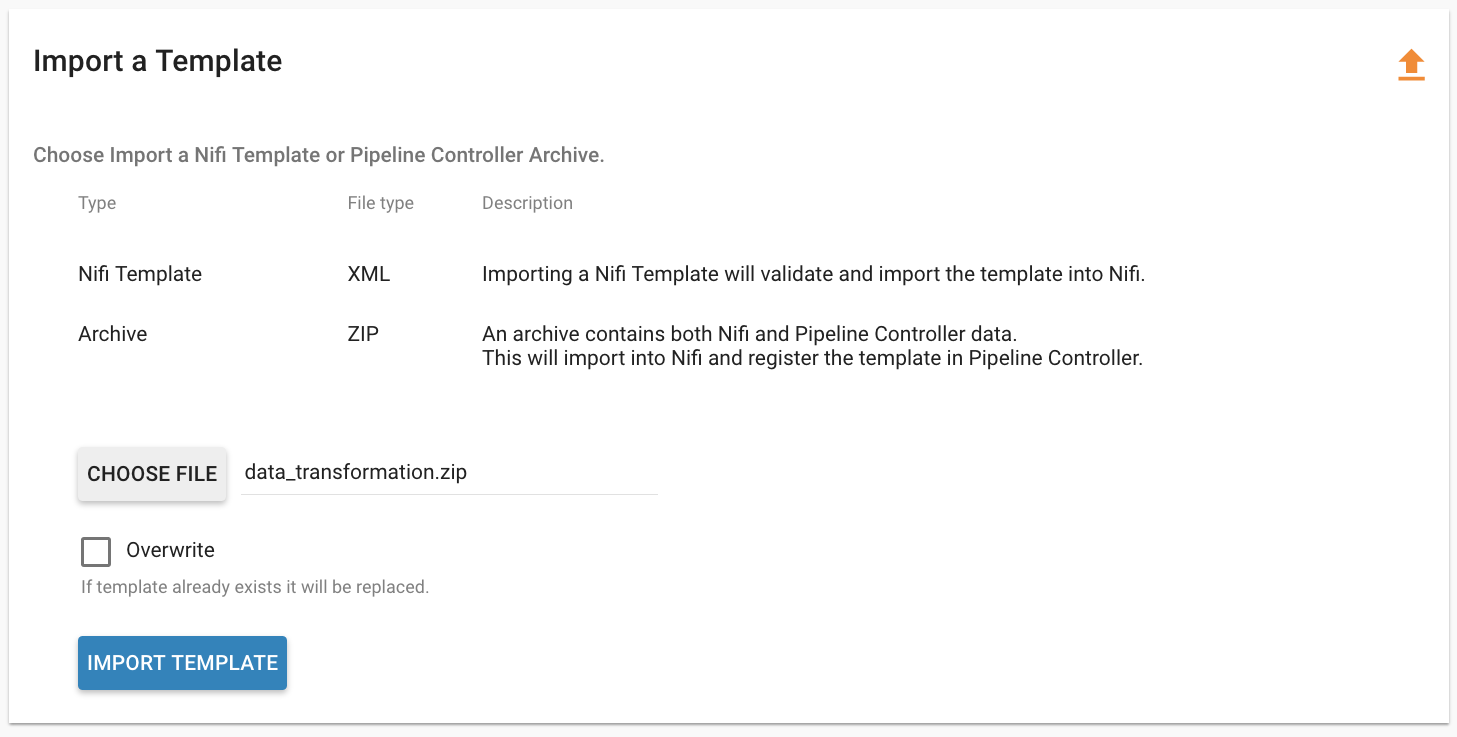 Import a Template
Choose Import a Nifi Template or Pipeline Controller Archive.
Type File type Description
Nifi Template XML Importing a Nifi Template will validate and import the template into Nifi.
Archive ZIP An archive contains both Nifi and Pipeline Controller data.
This will import into Nifi and register the template in Pipeline Controller.
CHOOSE FILE data_transformation.zip
Overwrite
If template already exists it will be replaced.
IMPORT TEMPLATE